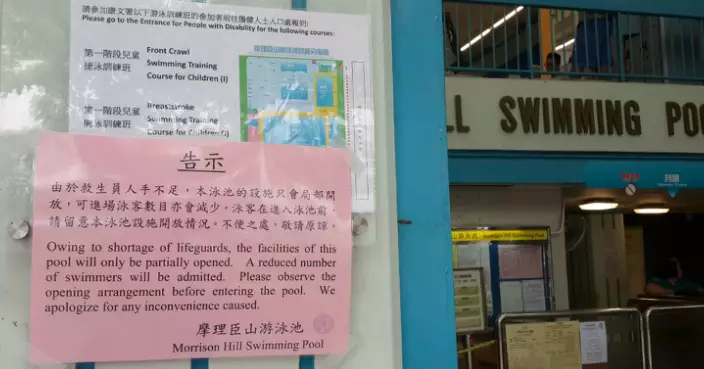 請參加康文署以下游泳訓練班的參加者前往傷健人士入口處報到:
Please go to the Entrance for People with Disability for the following courses:
第一階段兒童
捷泳訓練班
Front Crawl
Swimming Training
Course for Children (I)
第一階段兒童
胸泳訓練班
Breaststroke
Swimming Training
Course for Children (I)
告示
由於救生員人手不足，本泳池的設施只會局部開
放，可進場泳客數目亦會減少。泳客在進入泳池前，
請留意本泳池設施開放情況。不便之處，敬請原諒。
Owing to shortage of lifeguards, the facilities of this
pool will only be partially opened. A reduced number
of swimmers will be admitted. Please observe the
opening arrangement before entering the pool. We
apologize for any inconvenience caused.
摩理臣山游泳池
Morrison Hill Swimming Pool
LL SWIMMING POO